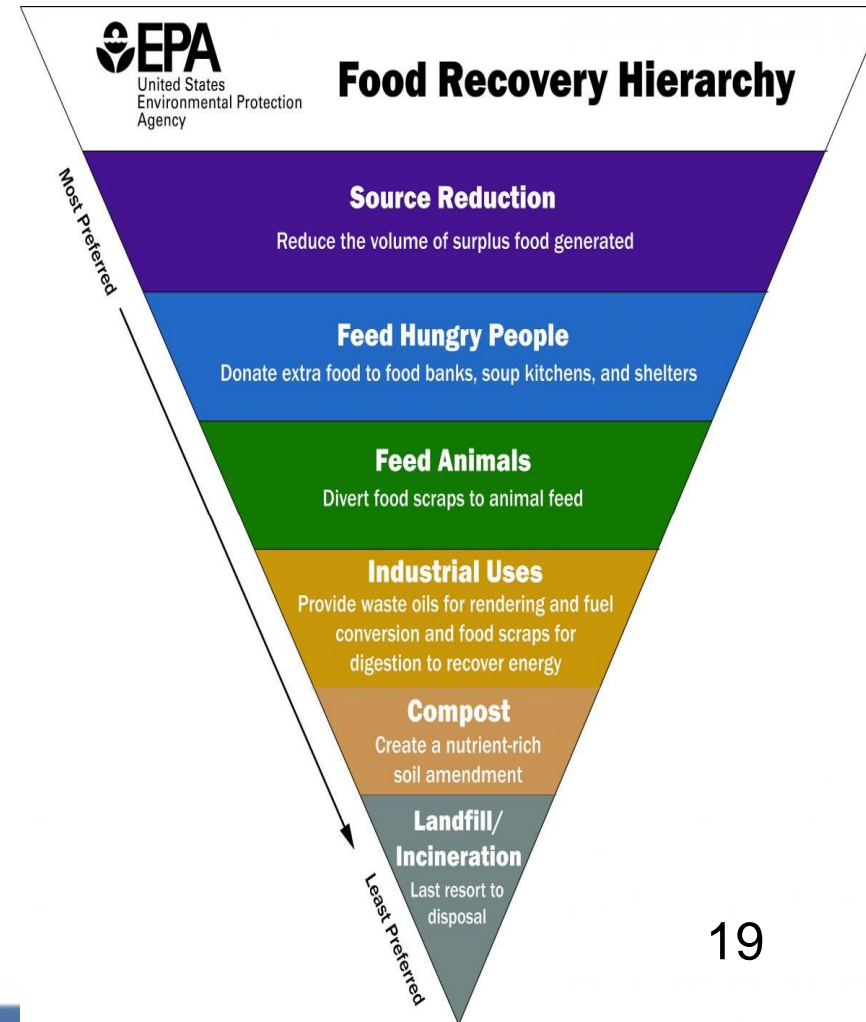 EPA
United States
Environmental Protection
Agency
Food Recovery Hierarchy
Most Preferred
Source Reduction
Reduce the volume of surplus food generated
Feed Hungry People
Donate extra food to food banks, soup kitchens, and shelters
Feed Animals
Divert food scraps to animal feed
Industrial Uses
Provide waste oils for rendering and fuel
conversion and food scraps for
digestion to recover energy
Compost
Create a nutrient-rich
soil amendment
Landfill/
Incineration
Last resort to
disposal
Least Preferred
19